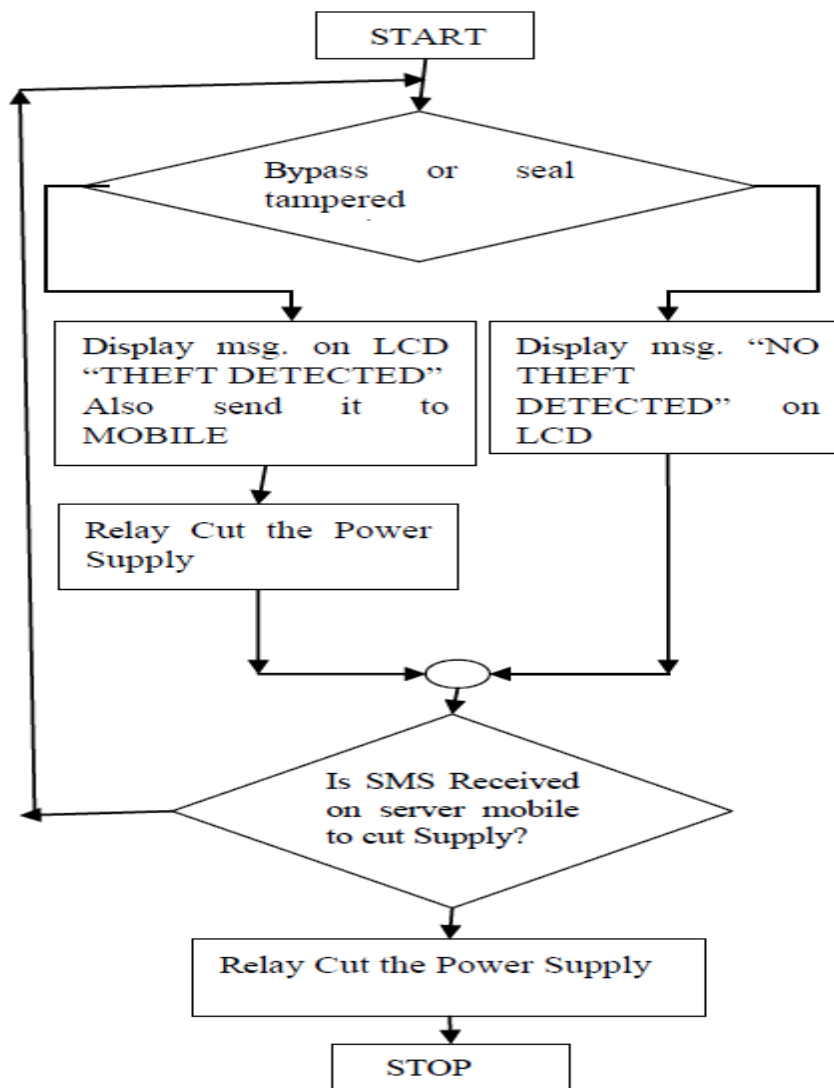 START
Bypass or seal
tampered
Display msg. on LCD
“THEFT DETECTED”
Also send it to
MOBILE
Display msg. “NO
THEFT
DETECTED” on
LCD
Relay Cut the Power
Supply
Is SMS Received
on server mobile
to cut Supply?
Relay Cut the Power Supply
STOP